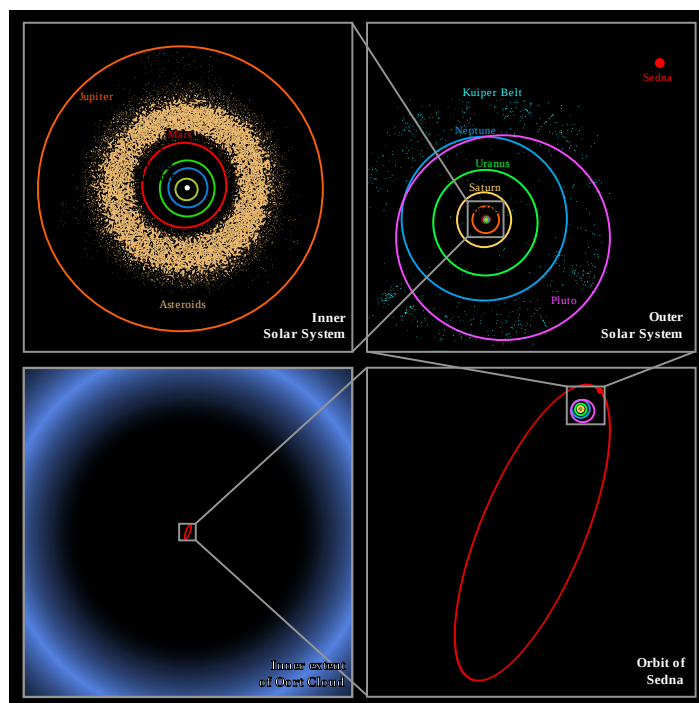 Jupiter
Mars
Asteroids
Inner
Solar System
Sedna
Kuiper Belt
Neptune
Uranus
Saturn
Pluto
Outer
Solar System
Inner extent
of Oort Cloud
Orbit of
Sedna